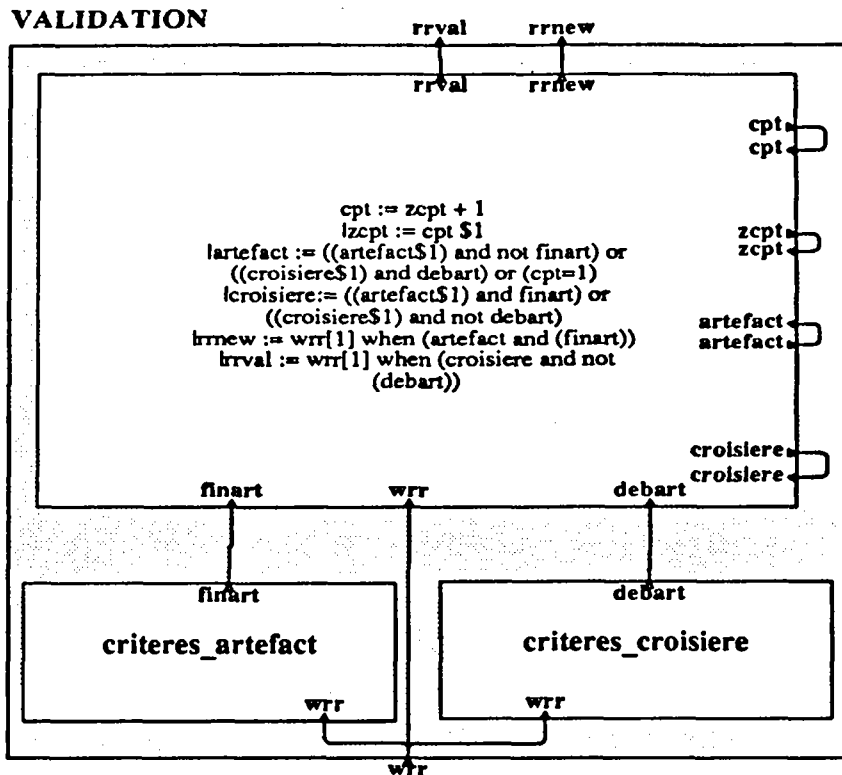 VALIDATION
rrval rrnew
rrval rrnew
cpt
cpt
cpt := zcpt + 1
|zcpt := cpt $1
|artefact := ((artefact$1) and not finart) or
((croisiere$1) and debart) or (cpt=1)
|croisiere:= ((artefact$1) and finart) or
((croisiere$1) and not debart)
|rrnew := wrr[1] when (artefact and (finart))
|rrval := wrr[1] when (croisiere and not
(debart))
zcpt
zcpt
artefact
artefact
croisiere
croisiere
finart wrr debart
finart debart
criteres_artefact criteres_croisiere
wrr wrr
wrr